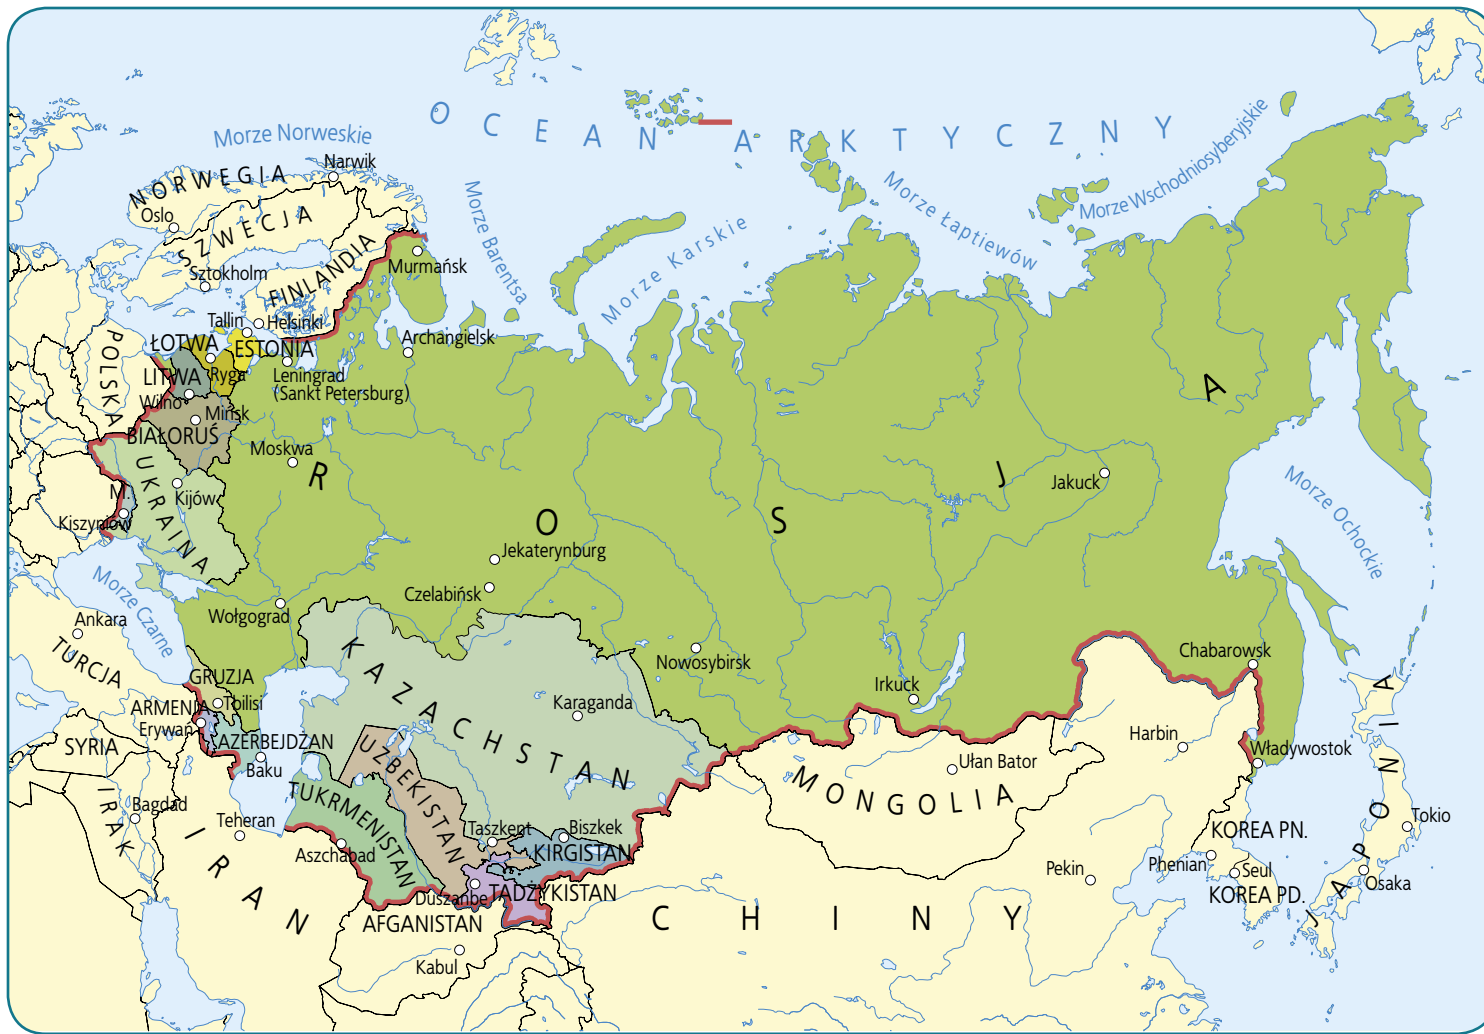 OCEAN ARKTYCZNY
Morze Norweskie
Morze Barentsa
Morze Karskie
Morze Łaptiewów
Morze Wschodniosyberyjskie
Narwik
NORWEGIA
Oslo
SZWECJA
Sztokholm
FINLANDIA
Helsinki
Murmańsk
Archangielsk
Tallin
ŁOTWA
ESTONIA
Ryga
Leningrad
(Sankt Petersburg)
POLSKA
LITWA
Wilno
Mińsk
BIAŁORUŚ
Moskwa
ROSJA
Jakuck
UKRAINA
Kijów
M.
Kiszyniów
Jekaterynburg
Czelabińsk
Morze Ochockie
Morze Czarne
Wołgograd
Ankara
TURCJA
Nowosybirsk
Irkuck
Chabarowsk
GRUZJA
Tbilisi
ARMENIA
Erywań
AZERBEJDŻAN
Baku
KAZACHSTAN
Karaganda
SYRIA
UZBEKISTAN
Harbin
Władywostok
Ułan Bator
MONGOLIA
JAPONIA
TUKRMENISTAN
IRAK
Bagdad
Teheran
IRAN
Aszchabad
Taszkent
Biszkek
KIRGISTAN
Tokio
KOREA PN.
Phenian
Seul
KOREA PD.
Osaka
Pekin
Duszanbe
TADŻYKISTAN
AFGANISTAN
Kabul
CHINY